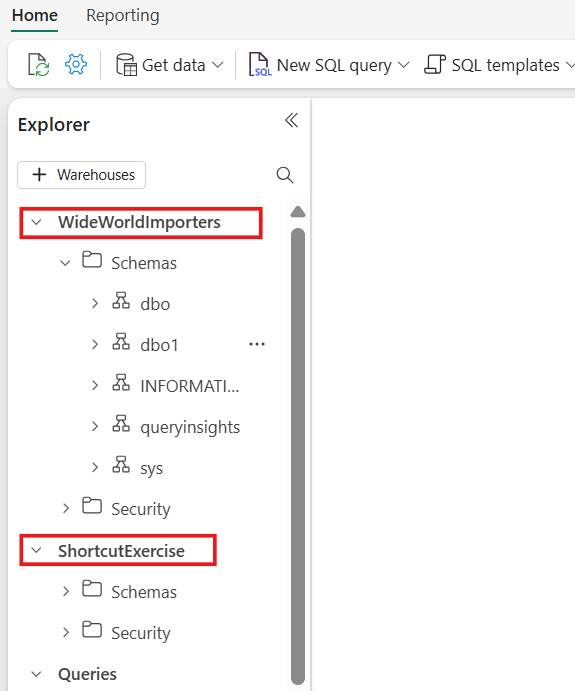 Home Reporting
Get data New SQL query SQL templates
Explorer
+ Warehouses
WideWorldImporters
Schemas
dbo
dbo1 ...
INFORMATI...
queryinsights
sys
Security
ShortcutExercise
Schemas
Security
Queries